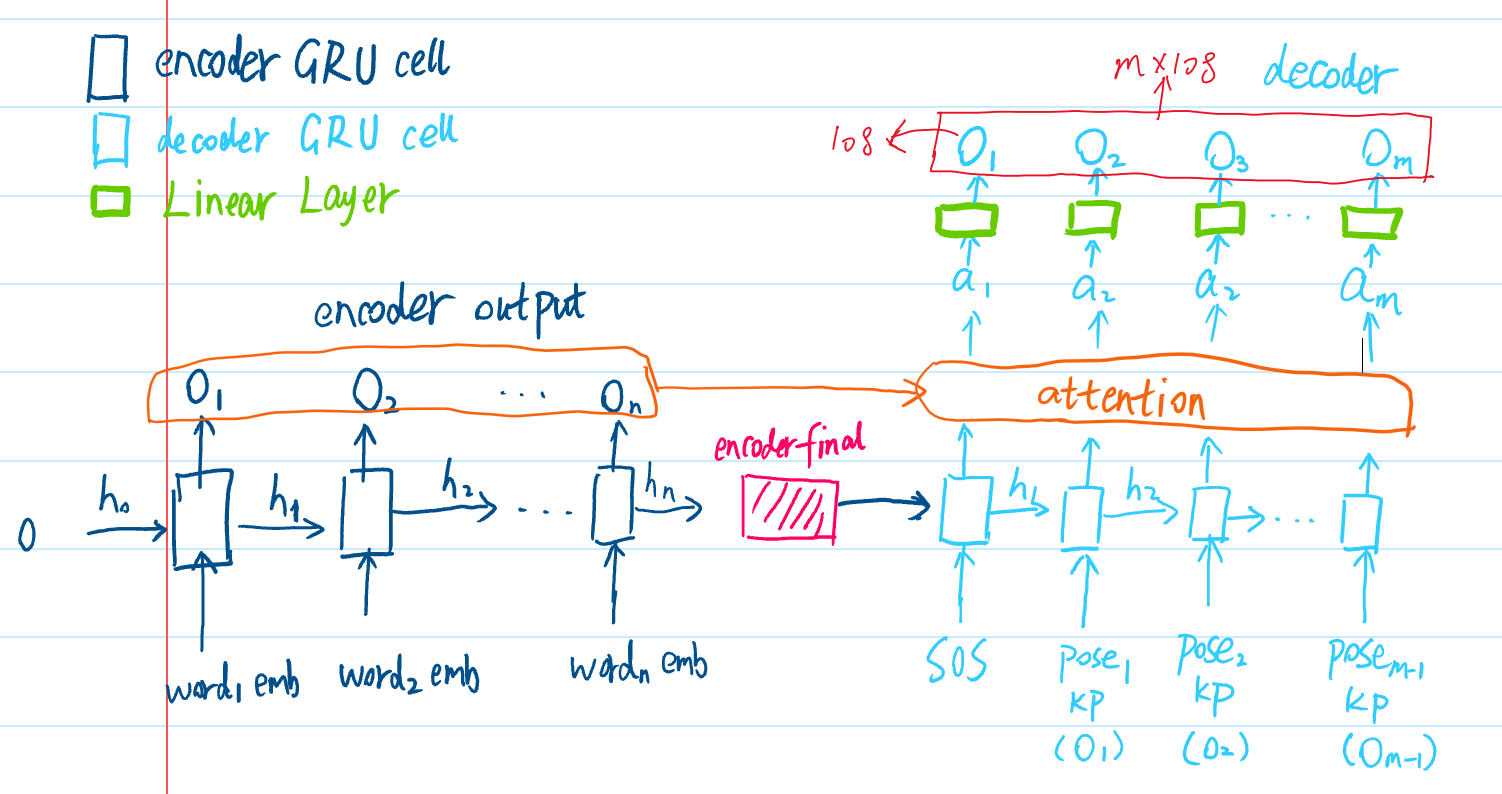 encoder GRU cell
decoder GRU cell
Linear Layer
m×108
decoder
108
O₁ O₂ O₃ Oₘ
...
a₁ a₂ a₂ aₘ
encoder output
O₁ O₂ ... Oₙ
attention
encoder final
0
h₀ h₁ h₂ .... hₙ
h₁ h₂ ...
word₁ emb
word₂ emb
wordₙ emb
SOS
pose₁
kp
(O₁)
pose₂
kp
(O₂)
poseₘ₋₁
kp
(Oₘ₋₁)